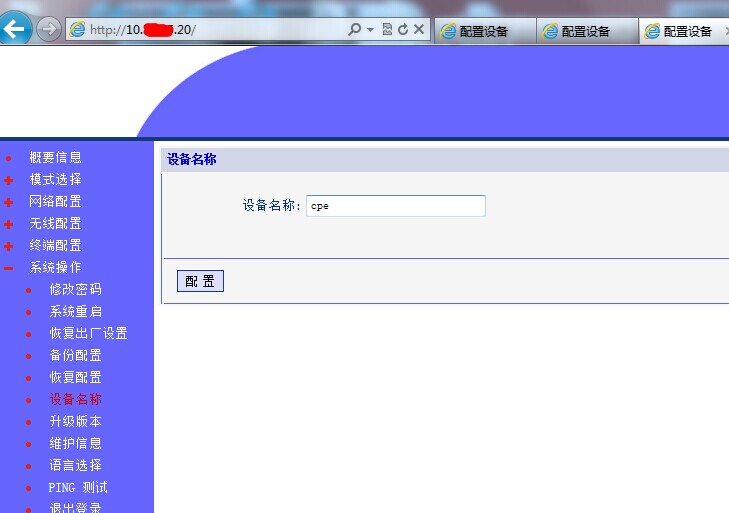 http://10.
.20/
配置设备
配置设备
配置设备
概要信息
模式选择
网络配置
无线配置
终端配置
系统操作
修改密码
系统重启
恢复出厂设置
备份配置
恢复配置
设备名称
升级版本
维护信息
语言选择
PING 测试
退出登录
设备名称
设备名称: cpe
配 置